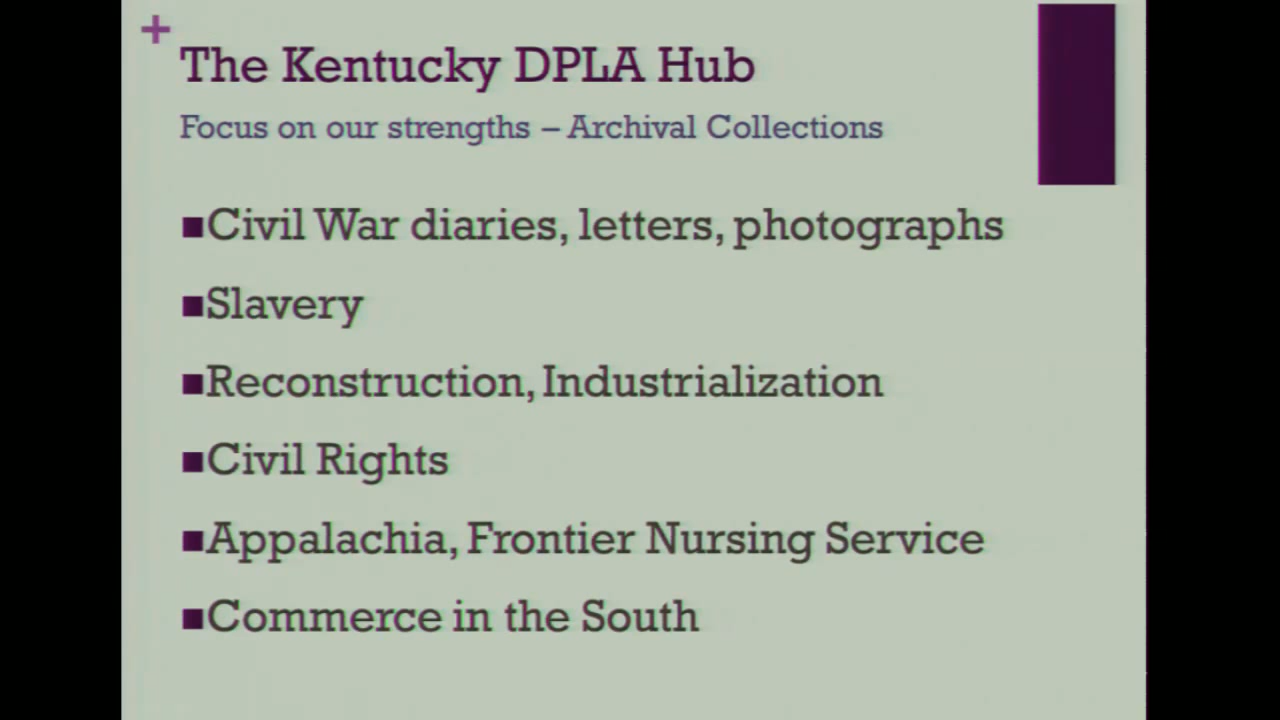 +
The Kentucky DPLA Hub
Focus on our strengths – Archival Collections
■Civil War diaries, letters, photographs
■Slavery
■Reconstruction, Industrialization
■Civil Rights
■Appalachia, Frontier Nursing Service
■Commerce in the South